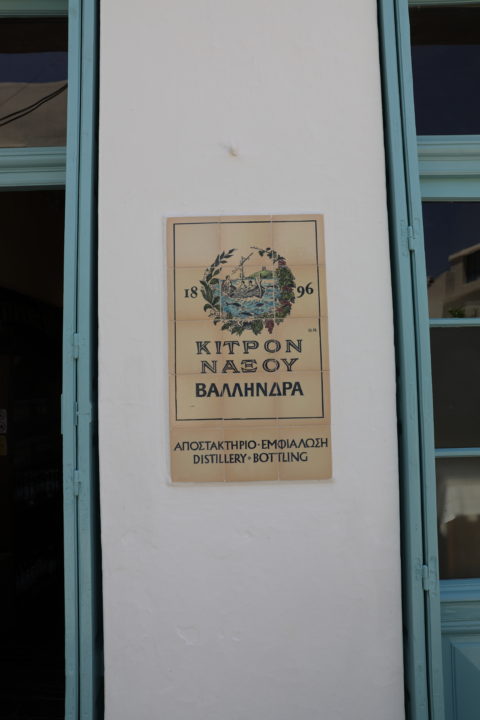 18 96
ΚΙΤΡΟΝ
ΝΑΞΟΥ
ΒΑΛΛΗΝΔΡΑ
ΑΠΟΣΤΑΚΤΗΡΙΟ · ΕΜΦΙΑΛΩΣΗ
DISTILLERY · BOTTLING